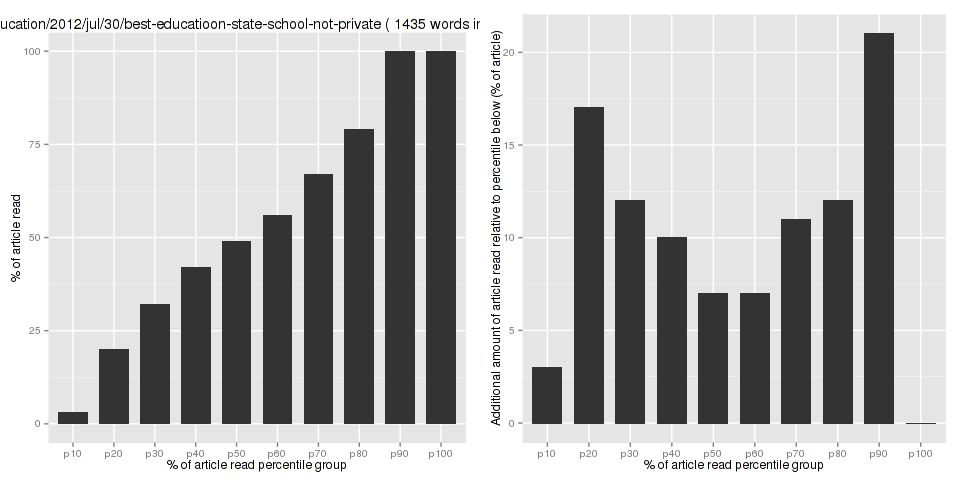 ucation/2012/jul/30/best-educatioon-state-school-not-private ( 1435 words in
% of article read
100
75
50
25
0
p10 p20 p30 p40 p50 p60 p70 p80 p90 p100
% of article read percentile group
Additional amount of article read relative to percentile below (% of article)
20
15
10
5
0
p10 p20 p30 p40 p50 p60 p70 p80 p90 p100
% of article read percentile group